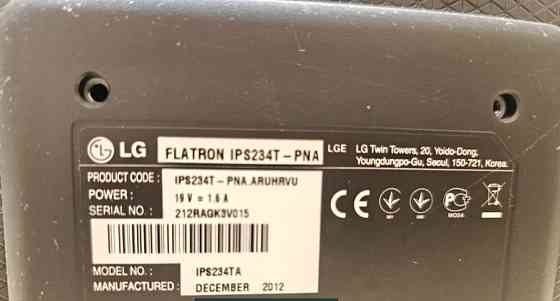 LG FLATRON IPS234T-PNA LGE LG Twin Towers, 20, Yoido-Dong,
Youngdungpo-Gu, Seoul, 150-721, Korea.
PRODUCT CODE : IPS234T-PNA.ARUHRVU
POWER : 19 V = 1.6 A
SERIAL NO : 212RAGK3V015
CE
MODEL NO : IPS234TA
MANUFACTURED : DECEMBER 2012